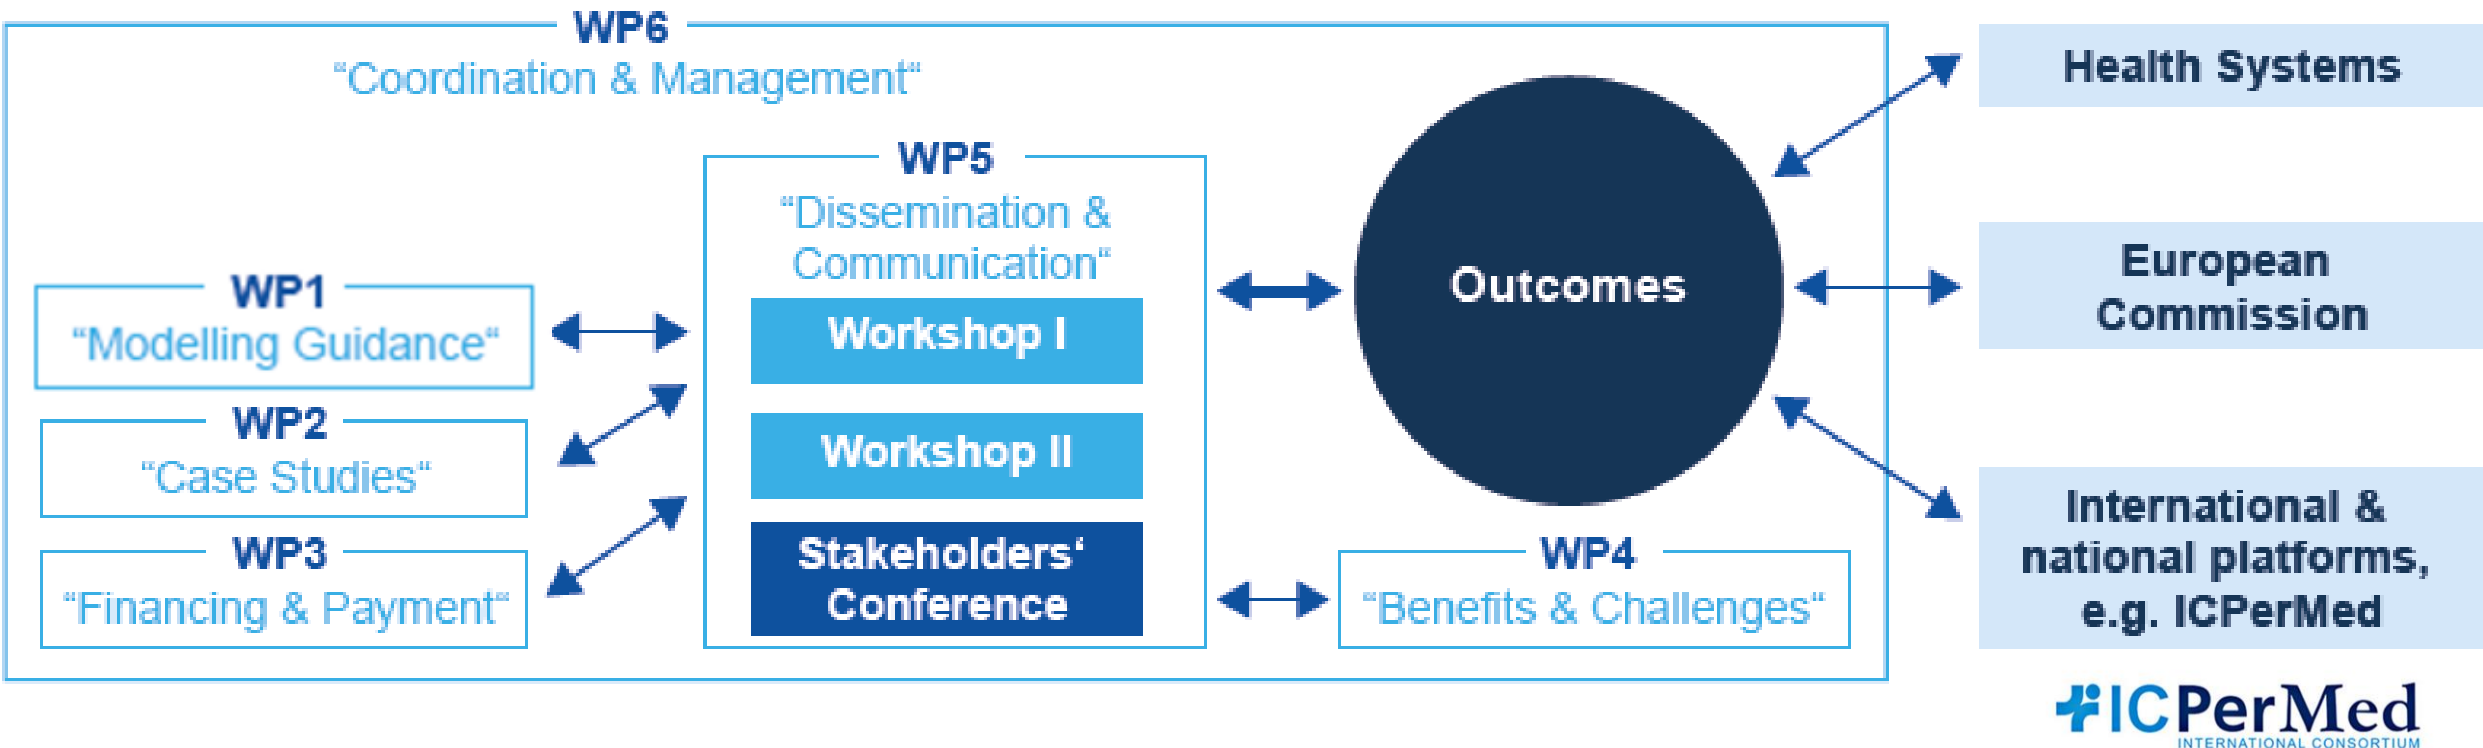 WP6
“Coordination & Management“
WP5
“Dissemination &
Communication“
Workshop I
Workshop II
Stakeholders‘
Conference
WP1
“Modelling Guidance“
WP2
“Case Studies“
WP3
“Financing & Payment“
Outcomes
WP4
“Benefits & Challenges“
Health Systems
European
Commission
International &
national platforms,
e.g. ICPerMed
ICPerMed
INTERNATIONAL CONSORTIUM